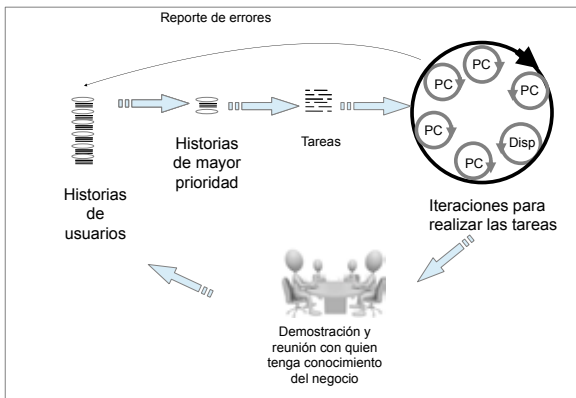 Reporte de errores
PC
PC
PC
PC
PC
Disp
Historias
de mayor
prioridad
Tareas
Historias
de
usuarios
Iteraciones para
realizar las tareas
Demostración y
reunión con quien
tenga conocimiento
del negocio